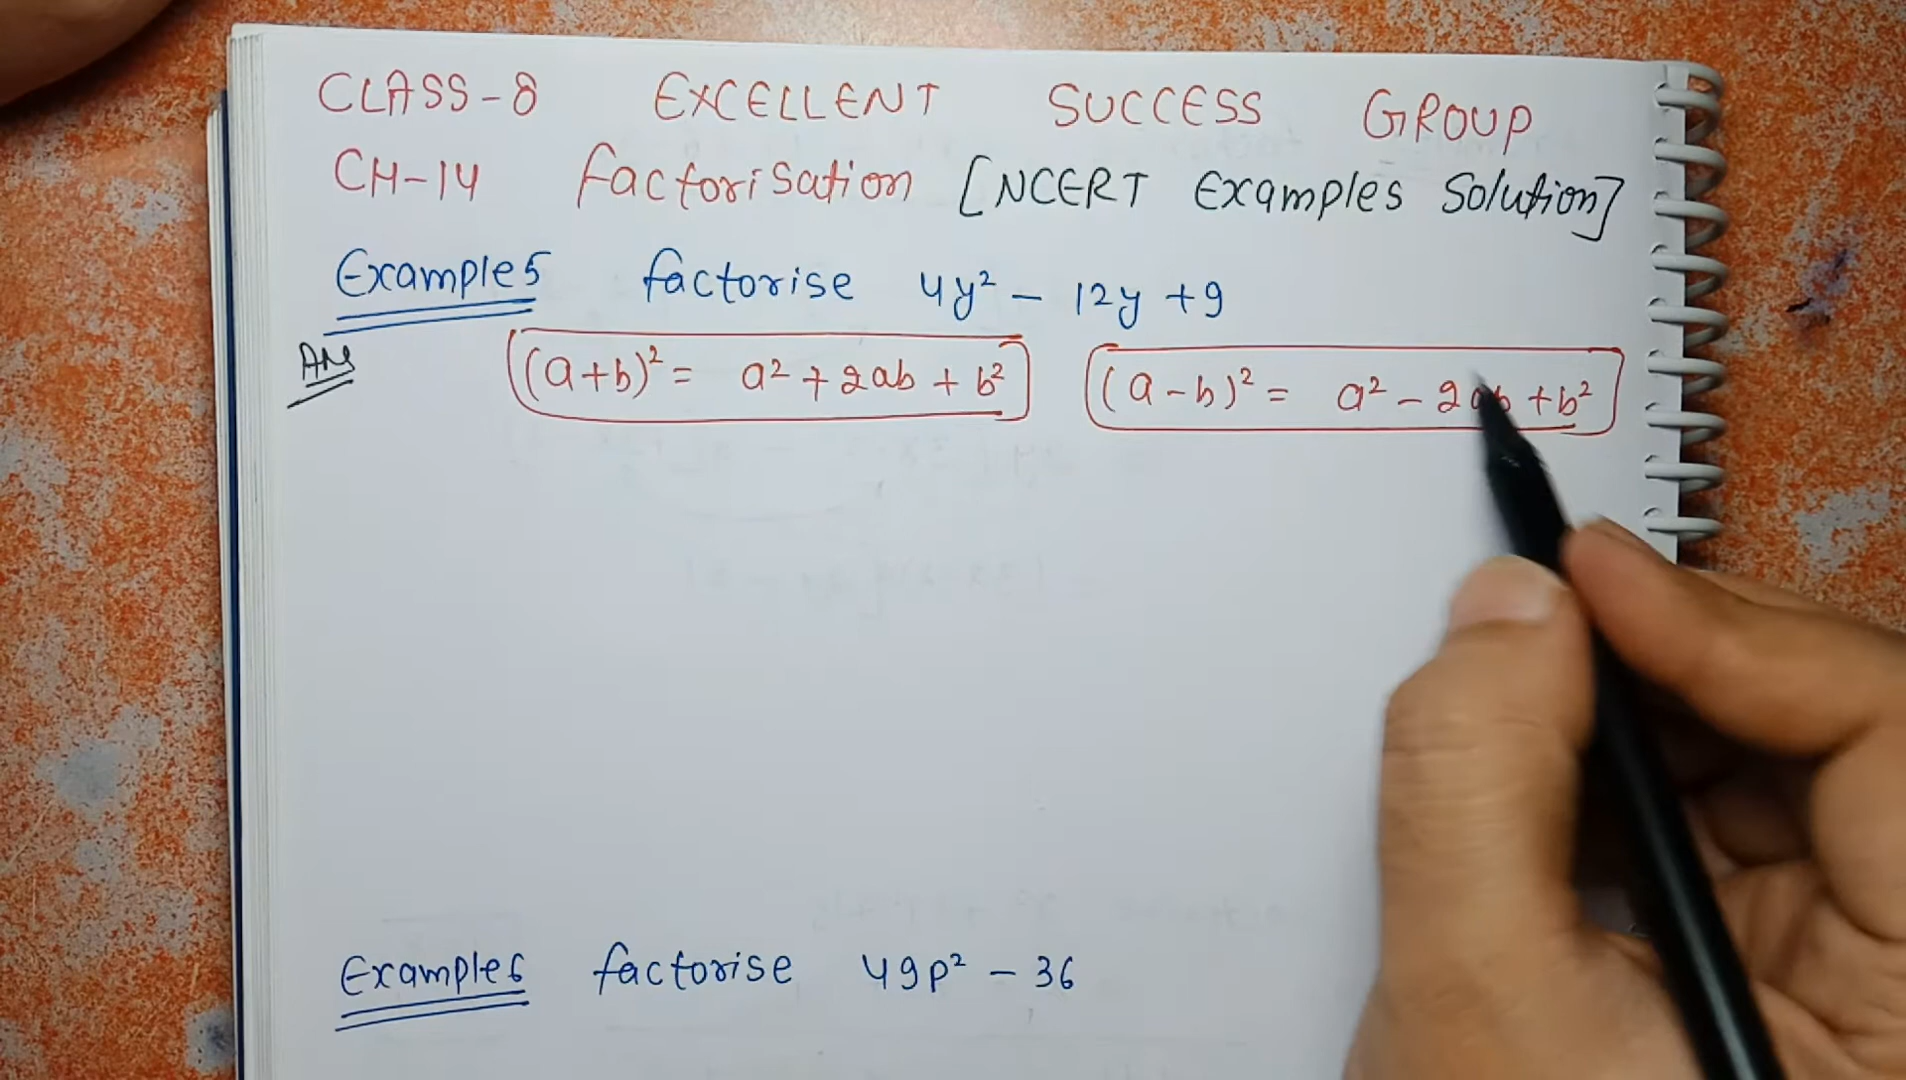 CLASS-8 EXCELLENT SUCCESS GROUP
CH-14 factorisation [NCERT Examples Solution]
Example5 factorise 4y² - 12y +9
Ans (a+b)² = a² + 2ab + b² (a-b)² = a² - 2ab + b²
Example6 factorise 49p² - 36